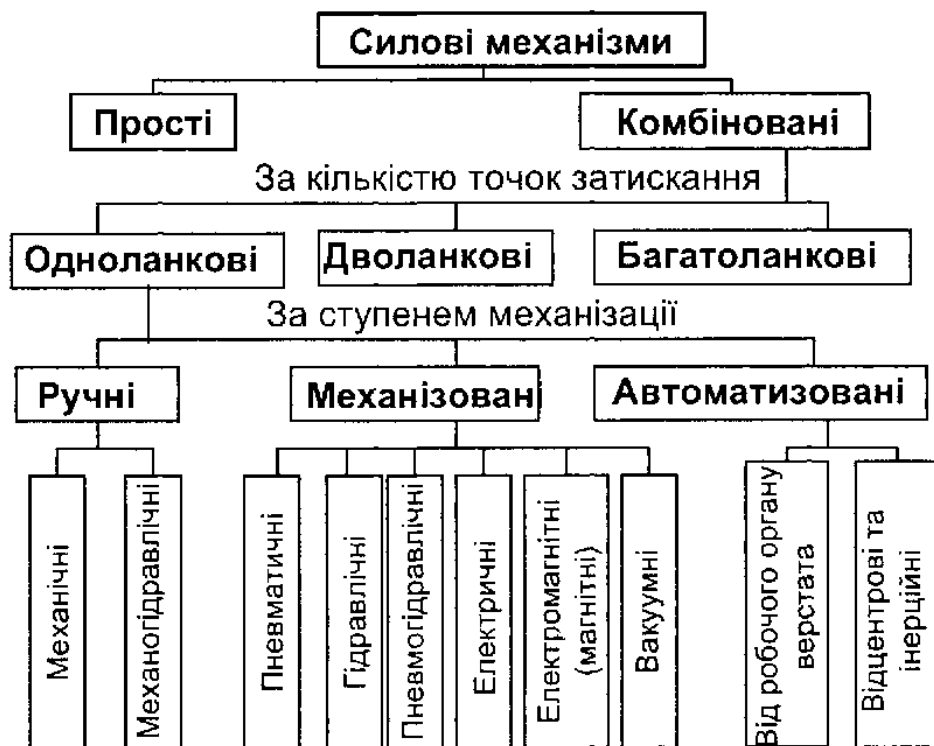 Силові механізми
Прості
Комбіновані
За кількістю точок затискання
Одноланкові
Дволанкові
Багатоланкові
За ступенем механізації
Ручні
Механізовані
Автоматизовані
Механічні
Механогідравлічні
Пневматичні
Гідравлічні
Пневмогідравлічні
Електричні
Електромагнітні
(магнітні)
Вакуумні
Від робочого органу
верстата
Відцентрові та
інерційні